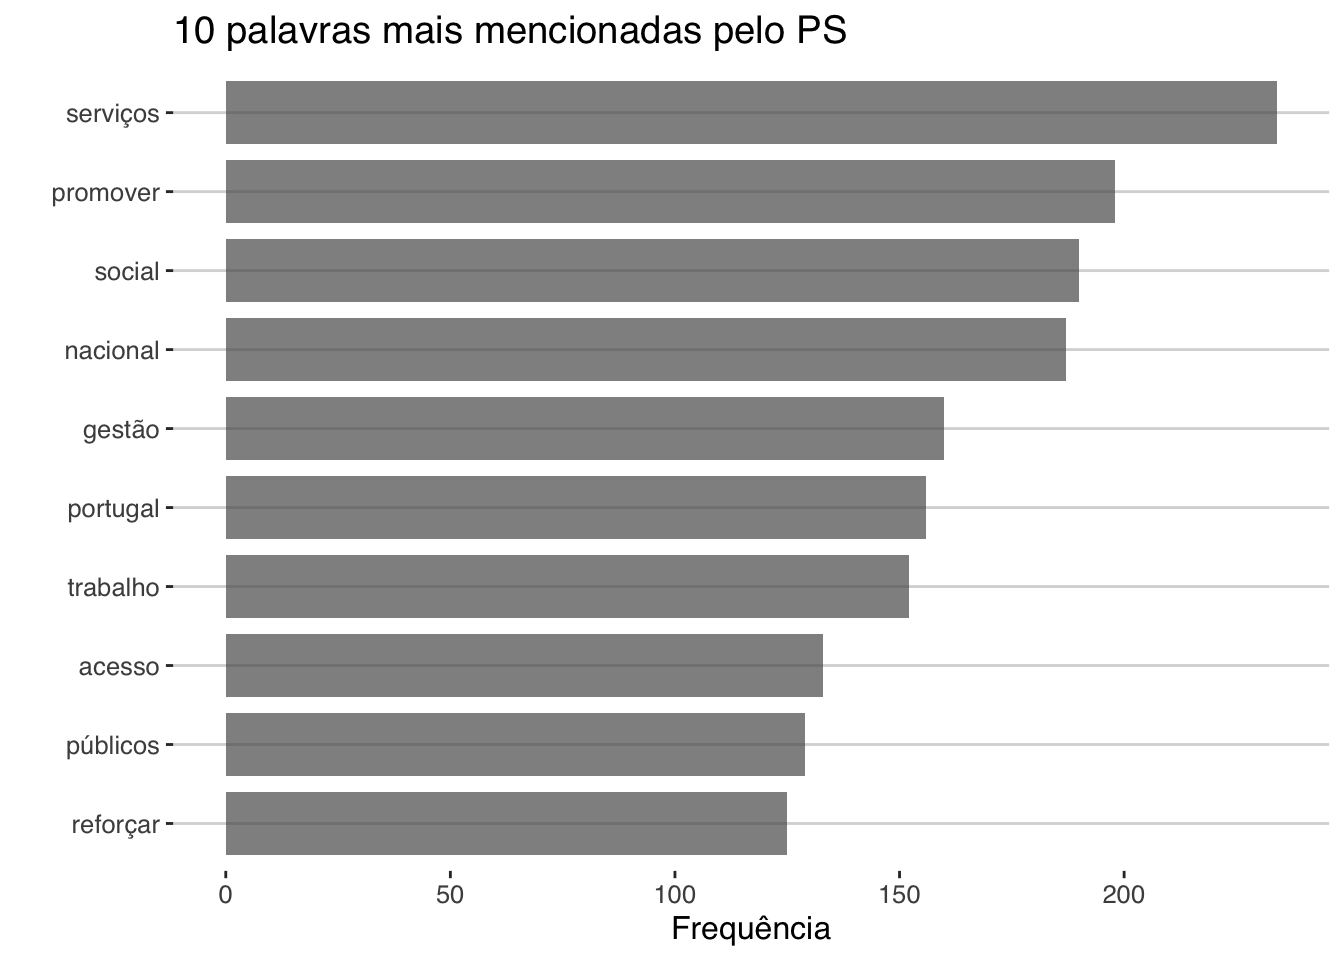 10 palavras mais mencionadas pelo PS
serviços
promover
social
nacional
gestão
portugal
trabalho
acesso
públicos
reforçar
0 50 100 150 200
Frequência